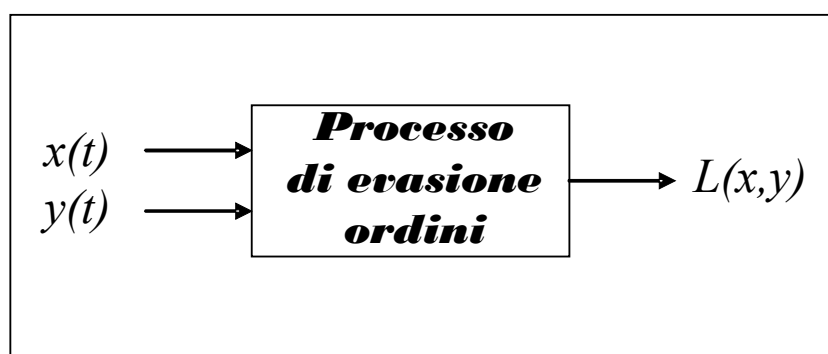 x(t)
y(t)
Processo
di evasione
ordini
L(x,y)